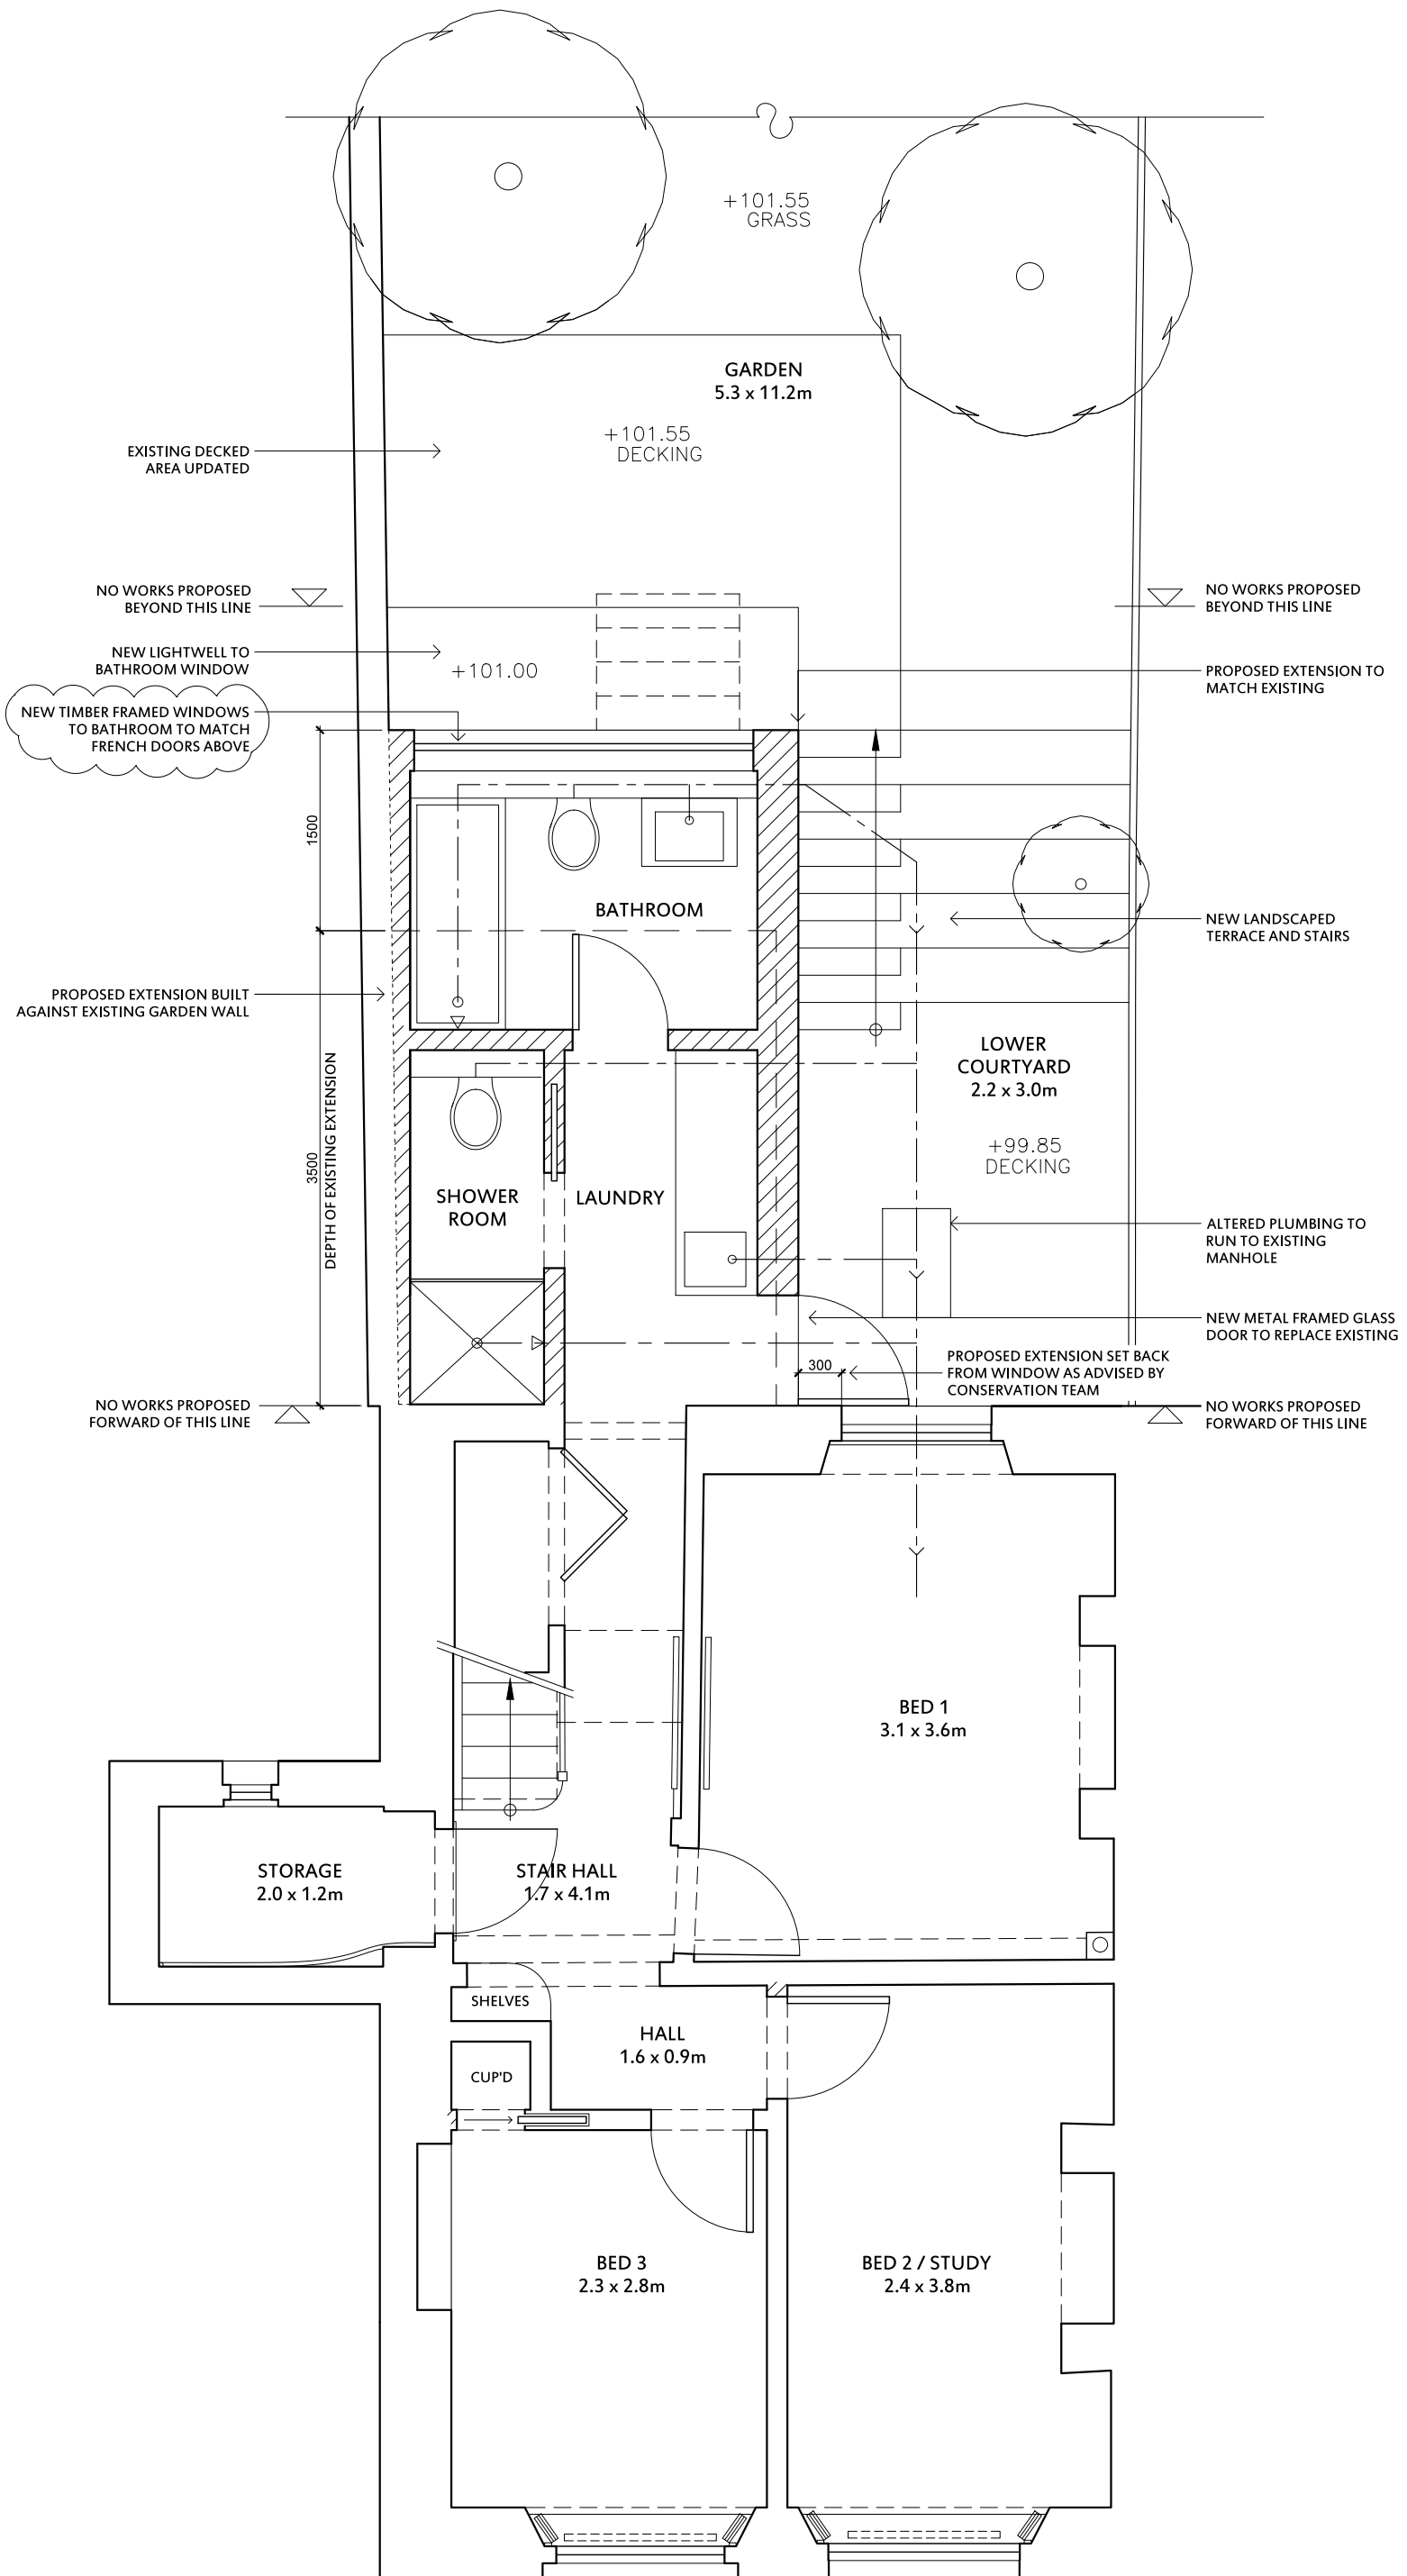 +101.55
GRASS
GARDEN
5.3 x 11.2m
+101.55
DECKING
EXISTING DECKED
AREA UPDATED
NO WORKS PROPOSED
BEYOND THIS LINE
NO WORKS PROPOSED
BEYOND THIS LINE
NEW LIGHTWELL TO
BATHROOM WINDOW
+101.00
PROPOSED EXTENSION TO
MATCH EXISTING
NEW TIMBER FRAMED WINDOWS
TO BATHROOM TO MATCH
FRENCH DOORS ABOVE
1500
BATHROOM
NEW LANDSCAPED
TERRACE AND STAIRS
PROPOSED EXTENSION BUILT
AGAINST EXISTING GARDEN WALL
LOWER
COURTYARD
2.2 x 3.0m
+99.85
DECKING
3500
DEPTH OF EXISTING EXTENSION
SHOWER
ROOM
LAUNDRY
ALTERED PLUMBING TO
RUN TO EXISTING
MANHOLE
NEW METAL FRAMED GLASS
DOOR TO REPLACE EXISTING
300
PROPOSED EXTENSION SET BACK
FROM WINDOW AS ADVISED BY
CONSERVATION TEAM
NO WORKS PROPOSED
FORWARD OF THIS LINE
NO WORKS PROPOSED
FORWARD OF THIS LINE
BED 1
3.1 x 3.6m
STORAGE
2.0 x 1.2m
STAIR HALL
1.7 x 4.1m
SHELVES
HALL
1.6 x 0.9m
CUP'D
BED 3
2.3 x 2.8m
BED 2 / STUDY
2.4 x 3.8m